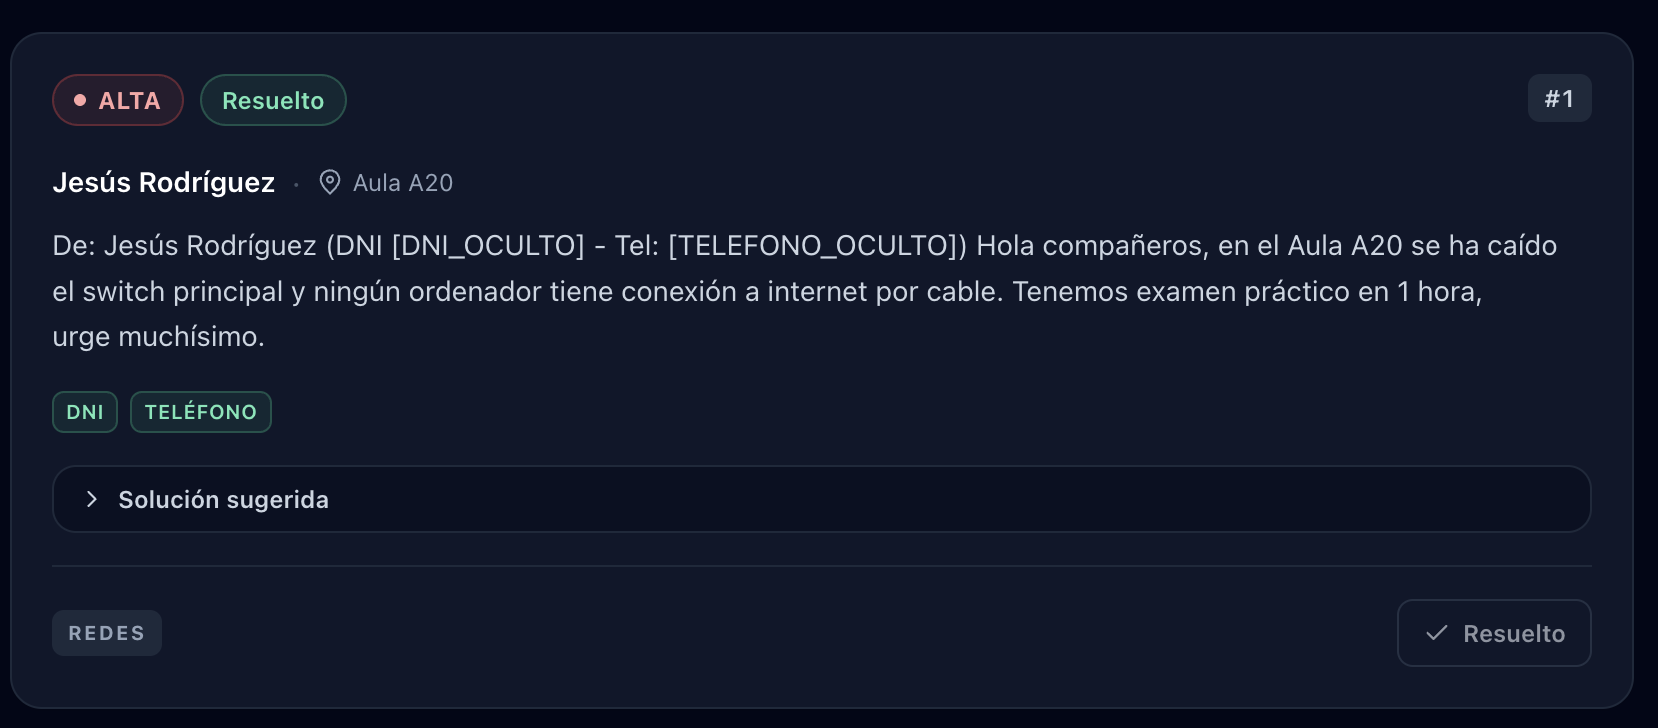 ALTA
Resuelto
#1
Jesús Rodríguez · Aula A20
De: Jesús Rodríguez (DNI [DNI_OCULTO] - Tel: [TELEFONO_OCULTO]) Hola compañeros, en el Aula A20 se ha caído
el switch principal y ningún ordenador tiene conexión a internet por cable. Tenemos examen práctico en 1 hora,
urge muchísimo.
DNI
TELÉFONO
Solución sugerida
REDES
Resuelto